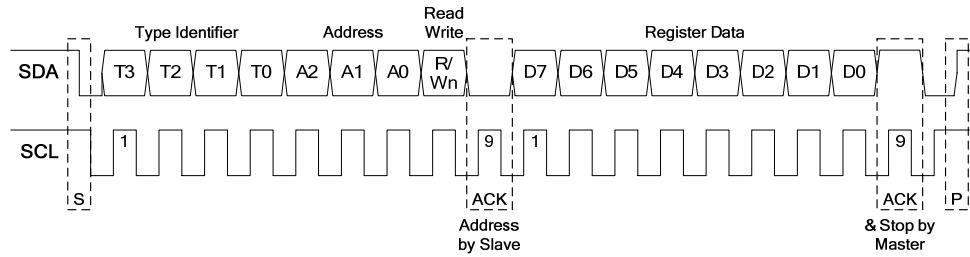 Read
Type Identifier Address Write Register Data
SDA T3 T2 T1 T0 A2 A1 A0 R/
Wn D7 D6 D5 D4 D3 D2 D1 D0
SCL 1 9 1 9
S ACK ACK P
Address & Stop by
by Slave Master